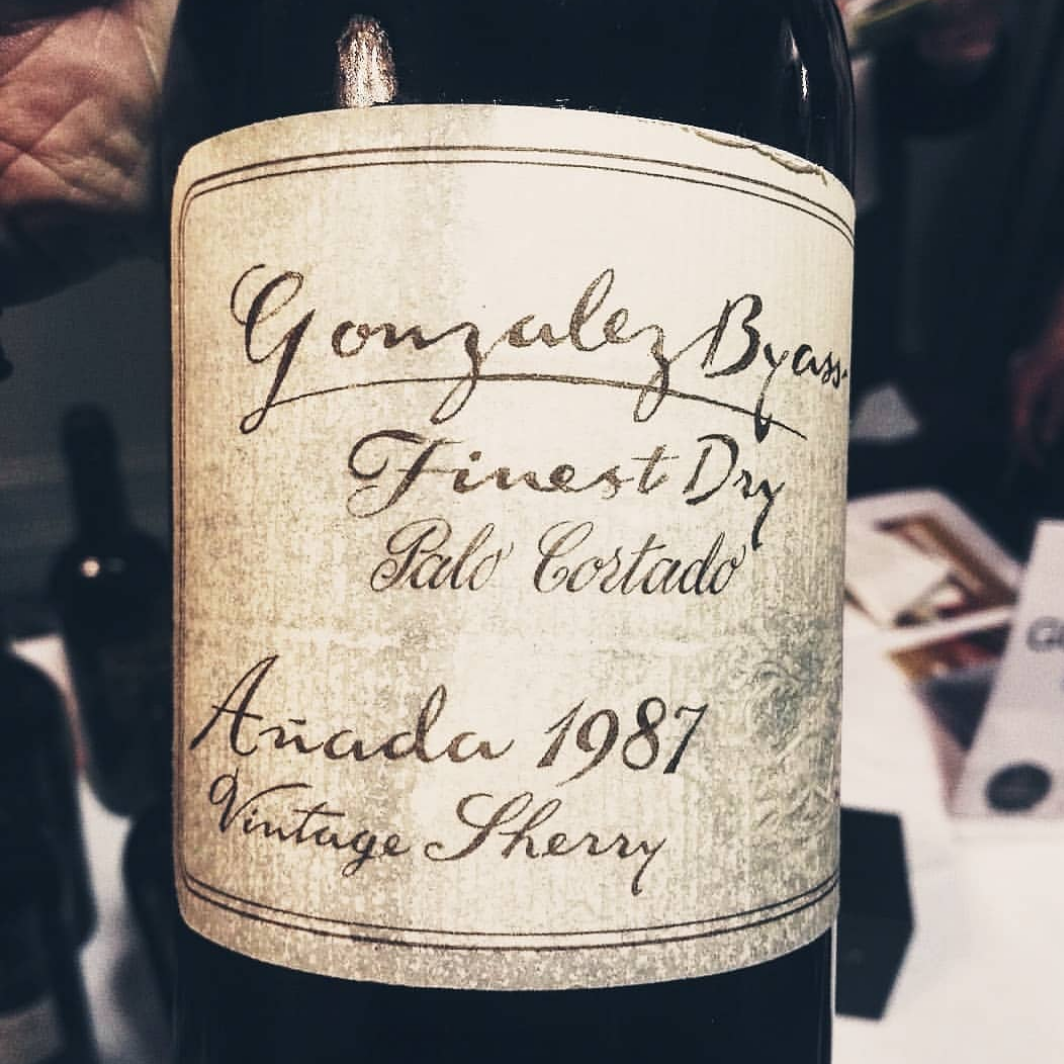 Gonzalez Byass
Finest Dry
Palo Cortado
Añada 1987
Vintage Sherry